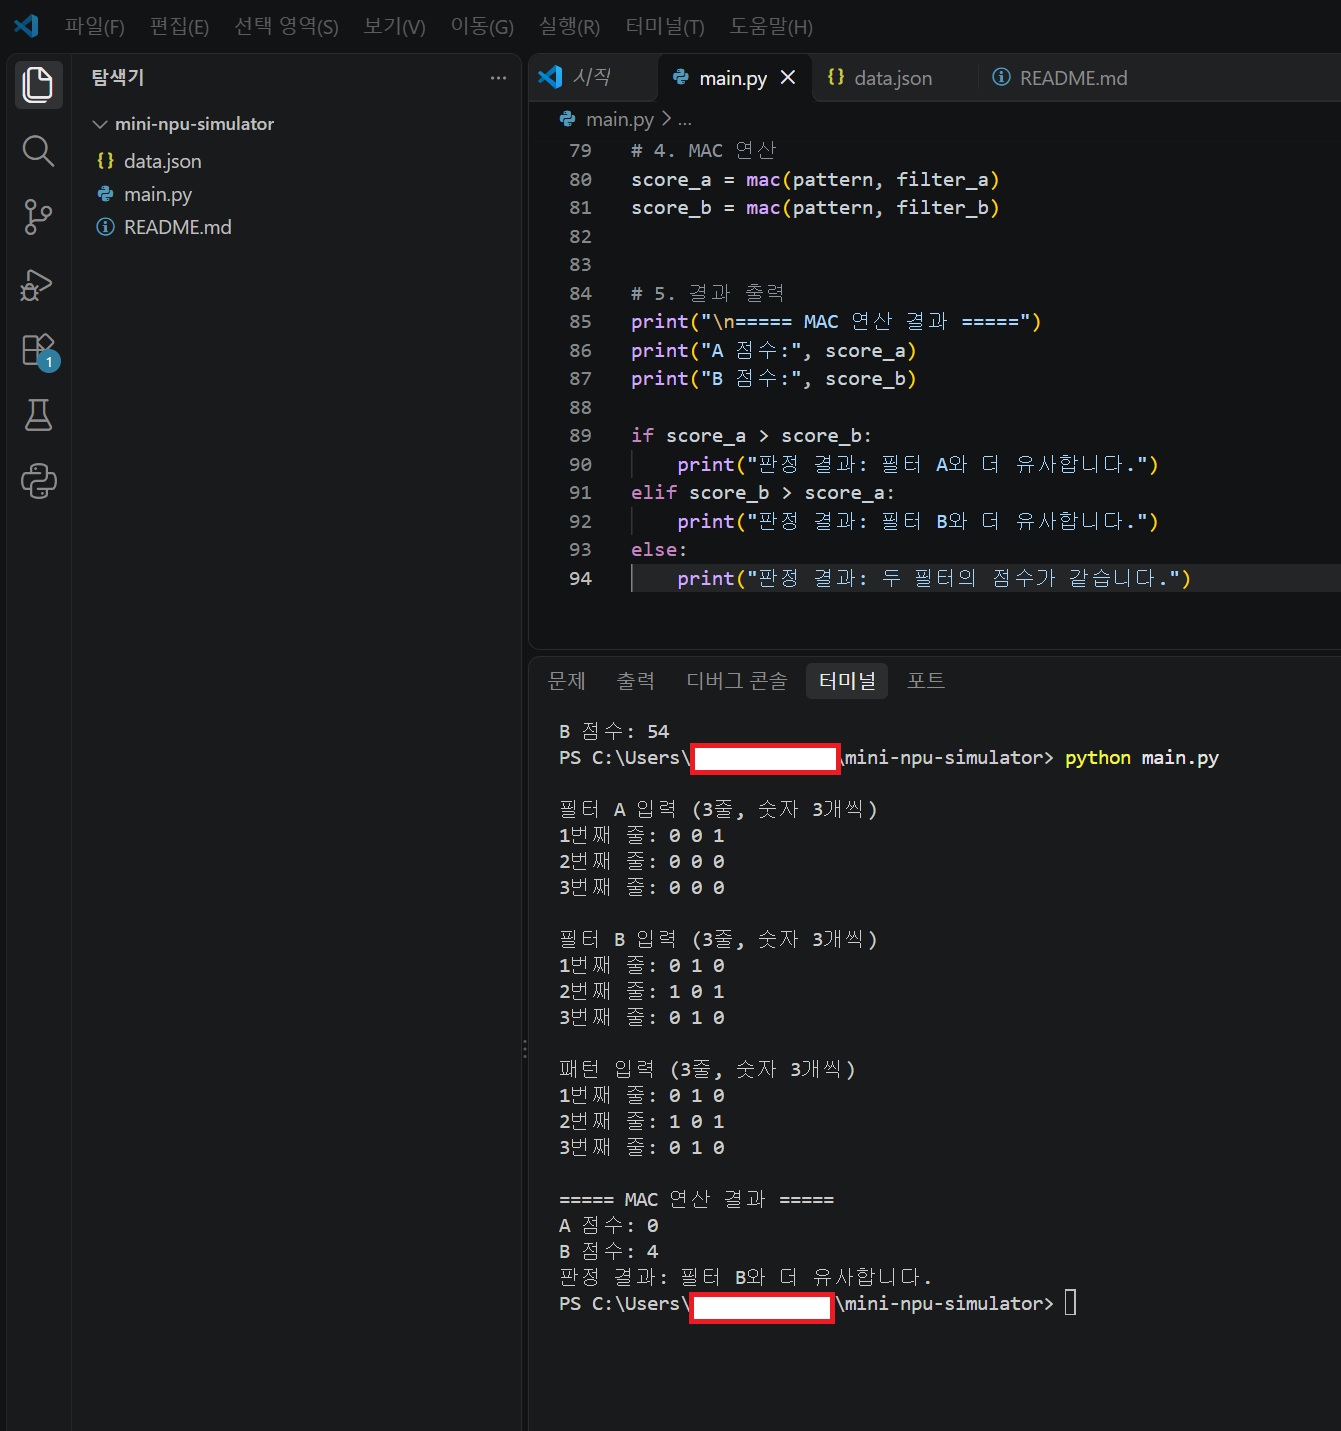 파일(F) 편집(E) 선택 영역(S) 보기(V) 이동(G) 실행(R) 터미널(T) 도움말(H)
탐색기 ...
mini-npu-simulator
{} data.json
main.py
README.md
1
시작 main.py × {} data.json README.md
main.py > ...
79 # 4. MAC 연산
80 score_a = mac(pattern, filter_a)
81 score_b = mac(pattern, filter_b)
82
83
84 # 5. 결과 출력
85 print("\n===== MAC 연산 결과 =====")
86 print("A 점수:", score_a)
87 print("B 점수:", score_b)
88
89 if score_a > score_b:
90     print("판정 결과: 필터 A와 더 유사합니다.")
91 elif score_b > score_a:
92     print("판정 결과: 필터 B와 더 유사합니다.")
93 else:
94     print("판정 결과: 두 필터의 점수가 같습니다.")
문제 출력 디버그 콘솔 터미널 포트
B 점수: 54
PS C:\Users\ \mini-npu-simulator> python main.py
필터 A 입력 (3줄, 숫자 3개씩)
1번째 줄: 0 0 1
2번째 줄: 0 0 0
3번째 줄: 0 0 0
필터 B 입력 (3줄, 숫자 3개씩)
1번째 줄: 0 1 0
2번째 줄: 1 0 1
3번째 줄: 0 1 0
패턴 입력 (3줄, 숫자 3개씩)
1번째 줄: 0 1 0
2번째 줄: 1 0 1
3번째 줄: 0 1 0
===== MAC 연산 결과 =====
A 점수: 0
B 점수: 4
판정 결과: 필터 B와 더 유사합니다.
PS C:\Users\ \mini-npu-simulator>